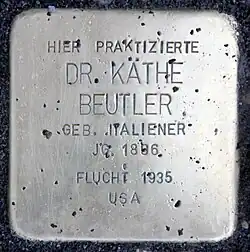 HIER PRAKTIZIERTE
DR. KÄTHE
BEUTLER
GEB. ITALIENER
JG. 1896
FLUCHT 1935
USA